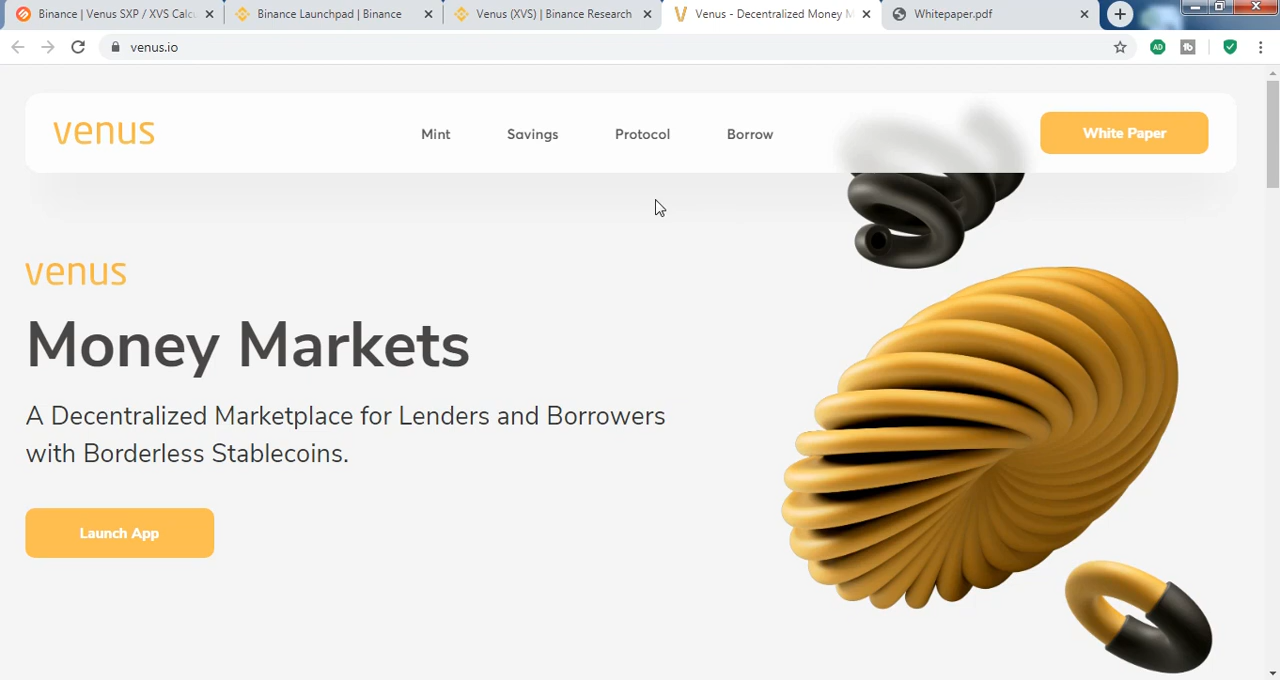 Binance | Venus SXP / XVS Calc
Binance Launchpad | Binance
Venus (XVS) | Binance Research
Venus - Decentralized Money M
Whitepaper.pdf
venus.io
AD
tb
venus
Mint
Savings
Protocol
Borrow
White Paper
venus
Money Markets
A Decentralized Marketplace for Lenders and Borrowers
with Borderless Stablecoins.
Launch App